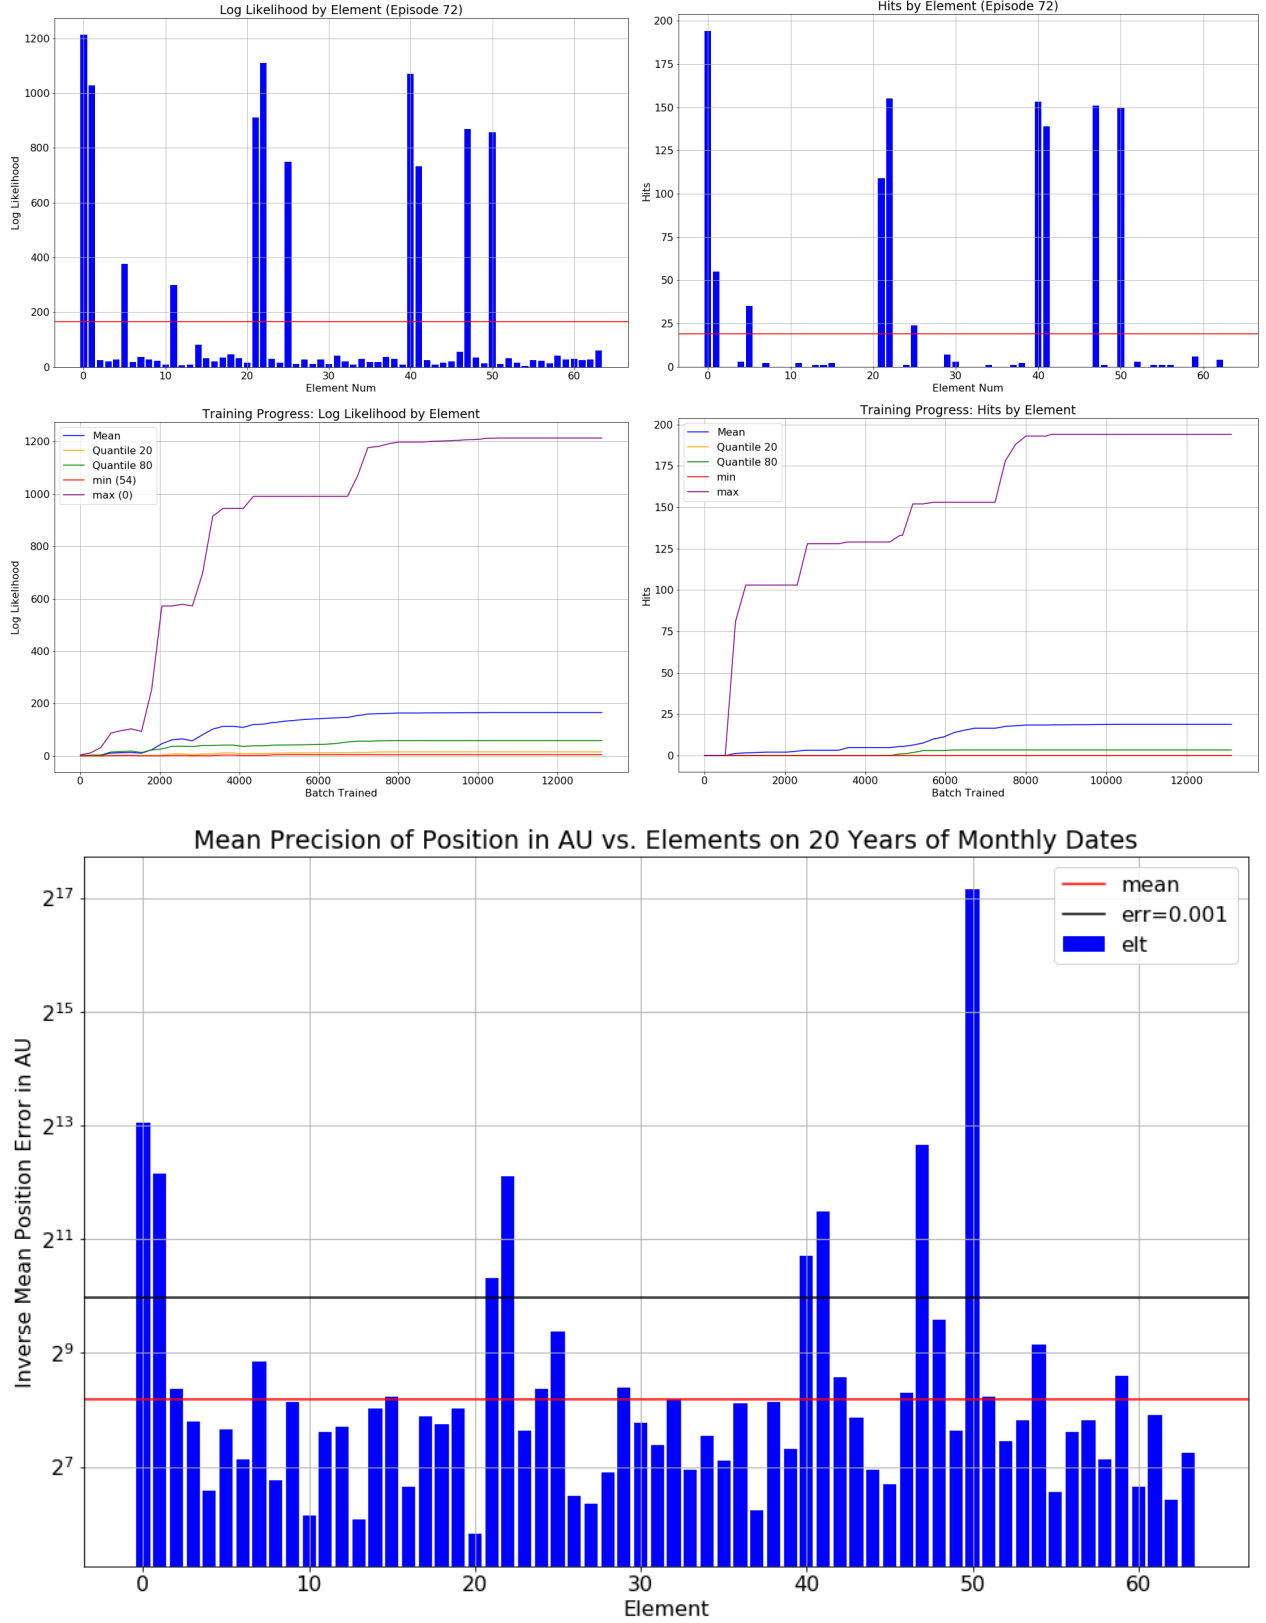 Log Likelihood by Element (Episode 72)
Log Likelihood
1200
1000
800
600
400
200
0
0 10 20 30 40 50 60
Element Num
Hits by Element (Episode 72)
Hits
200
175
150
125
100
75
50
25
0
0 10 20 30 40 50 60
Element Num
Training Progress: Log Likelihood by Element
Log Likelihood
1200
1000
800
600
400
200
0
Mean
Quantile 20
Quantile 80
min (54)
max (0)
0 2000 4000 6000 8000 10000 12000
Batch Trained
Training Progress: Hits by Element
Hits
200
175
150
125
100
75
50
25
0
Mean
Quantile 20
Quantile 80
min
max
0 2000 4000 6000 8000 10000 12000
Batch Trained
Mean Precision of Position in AU vs. Elements on 20 Years of Monthly Dates
Inverse Mean Position Error in AU
2^17
2^15
2^13
2^11
2^9
2^7
mean
err=0.001
elt
0 10 20 30 40 50 60
Element